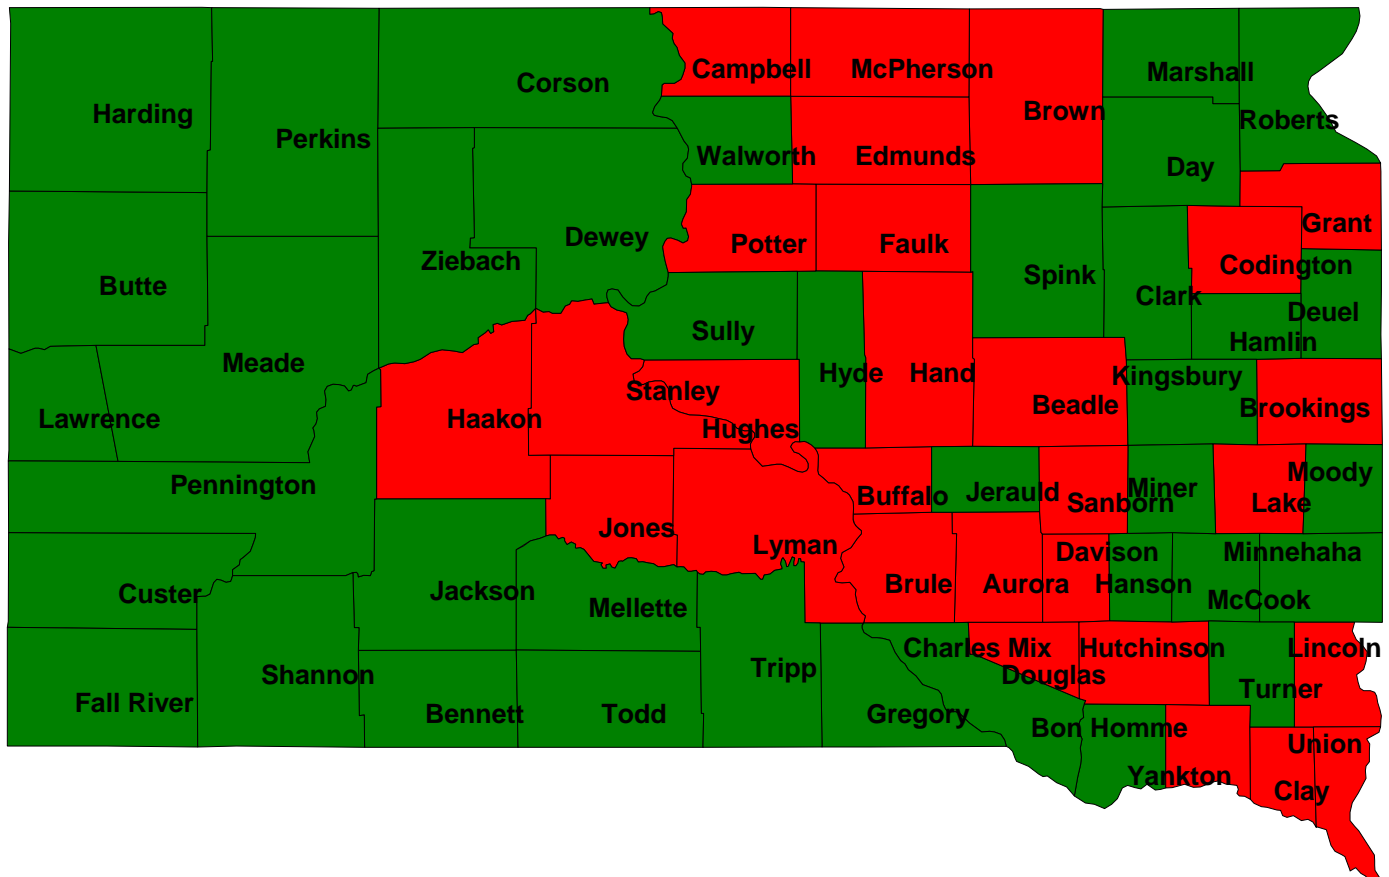 Campbell
McPherson
Marshall
Corson
Harding
Brown
Roberts
Perkins
Walworth
Edmunds
Day
Grant
Dewey
Potter
Faulk
Ziebach
Codington
Spink
Butte
Clark
Deuel
Sully
Hamlin
Meade
Hyde
Hand
Kingsbury
Stanley
Beadle
Brookings
Lawrence
Haakon
Hughes
Moody
Pennington
Miner
Buffalo
Jerauld
Sanborn
Lake
Jones
Lyman
Davison
Minnehaha
Brule
Aurora
Hanson
Custer
Jackson
Mellette
McCook
Charles Mix
Hutchinson
Lincoln
Tripp
Shannon
Douglas
Turner
Fall River
Bennett
Todd
Gregory
Bon Homme
Union
Yankton
Clay